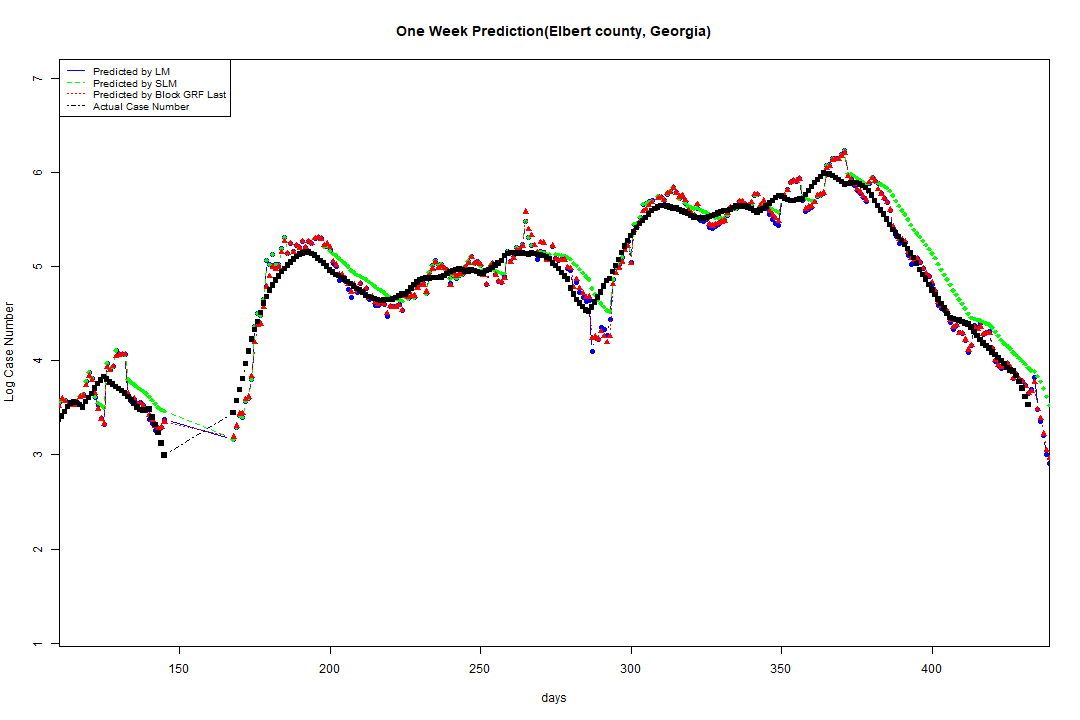 One Week Prediction(Elbert county, Georgia)
Predicted by LM
Predicted by SLM
Predicted by Block GRF Last
Actual Case Number
7
6
5
4
3
2
1
Log Case Number
150 200 250 300 350 400
days